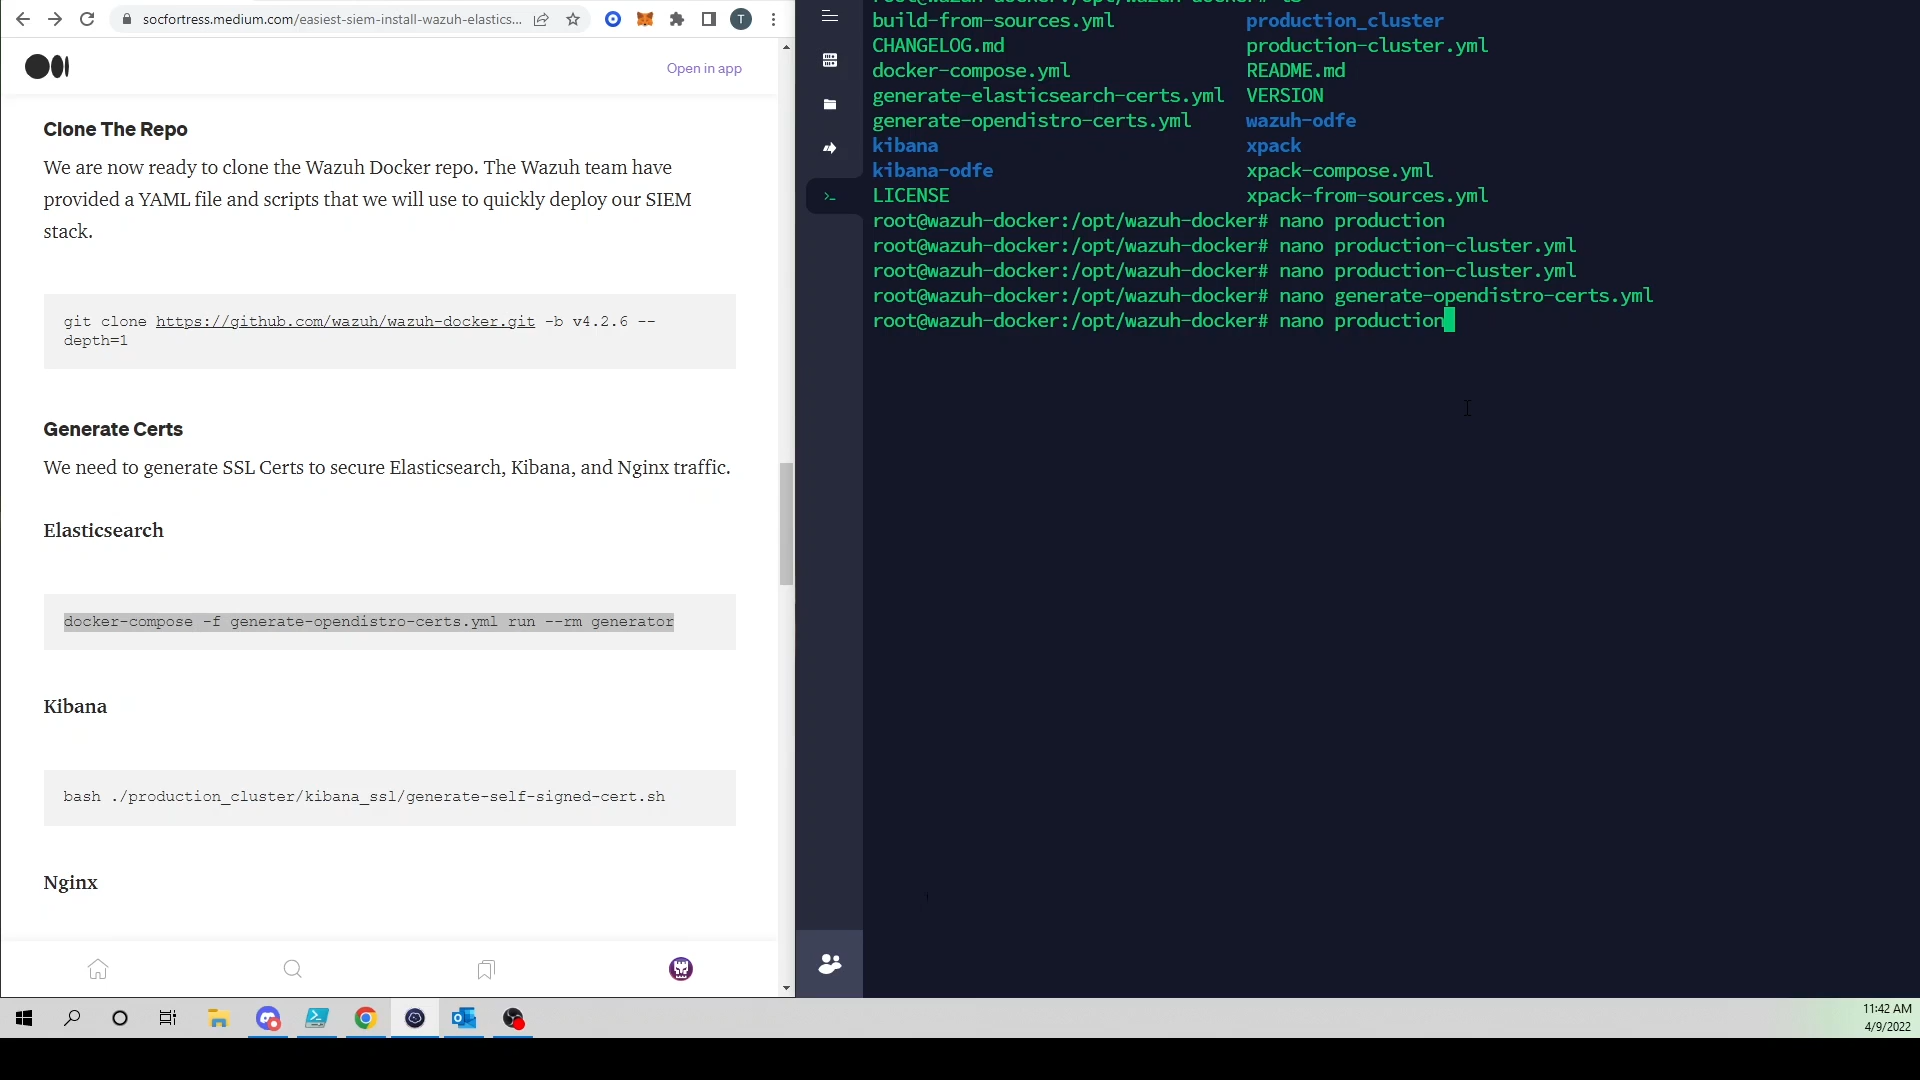 socfortress.medium.com/easiest-siem-install-wazuh-elastics...
T
Open in app
Clone The Repo
We are now ready to clone the Wazuh Docker repo. The Wazuh team have
provided a YAML file and scripts that we will use to quickly deploy our SIEM
stack.
git clone https://github.com/wazuh/wazuh-docker.git -b v4.2.6 --
depth=1
Generate Certs
We need to generate SSL Certs to secure Elasticsearch, Kibana, and Nginx traffic.
Elasticsearch
docker-compose -f generate-opendistro-certs.yml run --rm generator
Kibana
bash ./production_cluster/kibana_ssl/generate-self-signed-cert.sh
Nginx
build-from-sources.yml production_cluster
CHANGELOG.md production-cluster.yml
docker-compose.yml README.md
generate-elasticsearch-certs.yml VERSION
generate-opendistro-certs.yml wazuh-odfe
kibana xpack
kibana-odfe xpack-compose.yml
LICENSE xpack-from-sources.yml
root@wazuh-docker:/opt/wazuh-docker# nano production
root@wazuh-docker:/opt/wazuh-docker# nano production-cluster.yml
root@wazuh-docker:/opt/wazuh-docker# nano production-cluster.yml
root@wazuh-docker:/opt/wazuh-docker# nano generate-opendistro-certs.yml
root@wazuh-docker:/opt/wazuh-docker# nano production
11:42 AM
4/9/2022